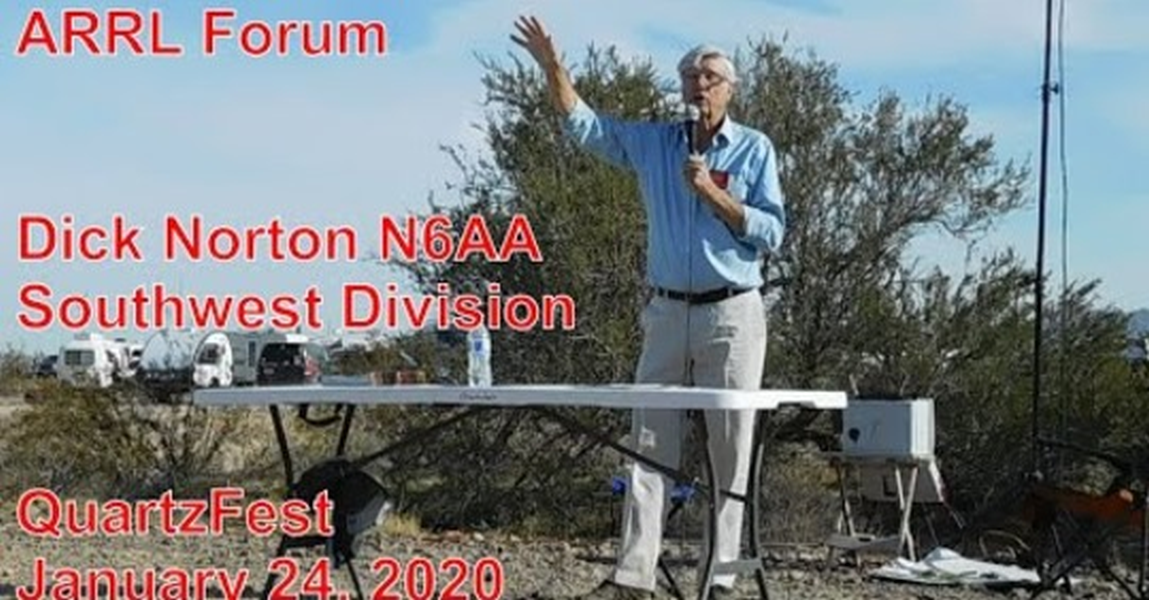 ARRL Forum
Dick Norton N6AA
Southwest Division
QuartzFest
January 24, 2020